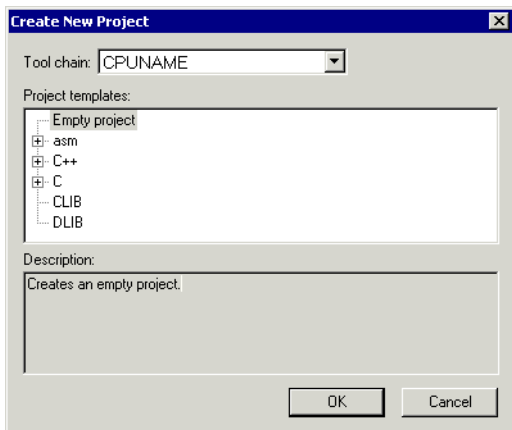 Create New Project
Tool chain: CPUNAME
Project templates:
Empty project
asm
C++
C
CLIB
DLIB
Description:
Creates an empty project.
OK Cancel